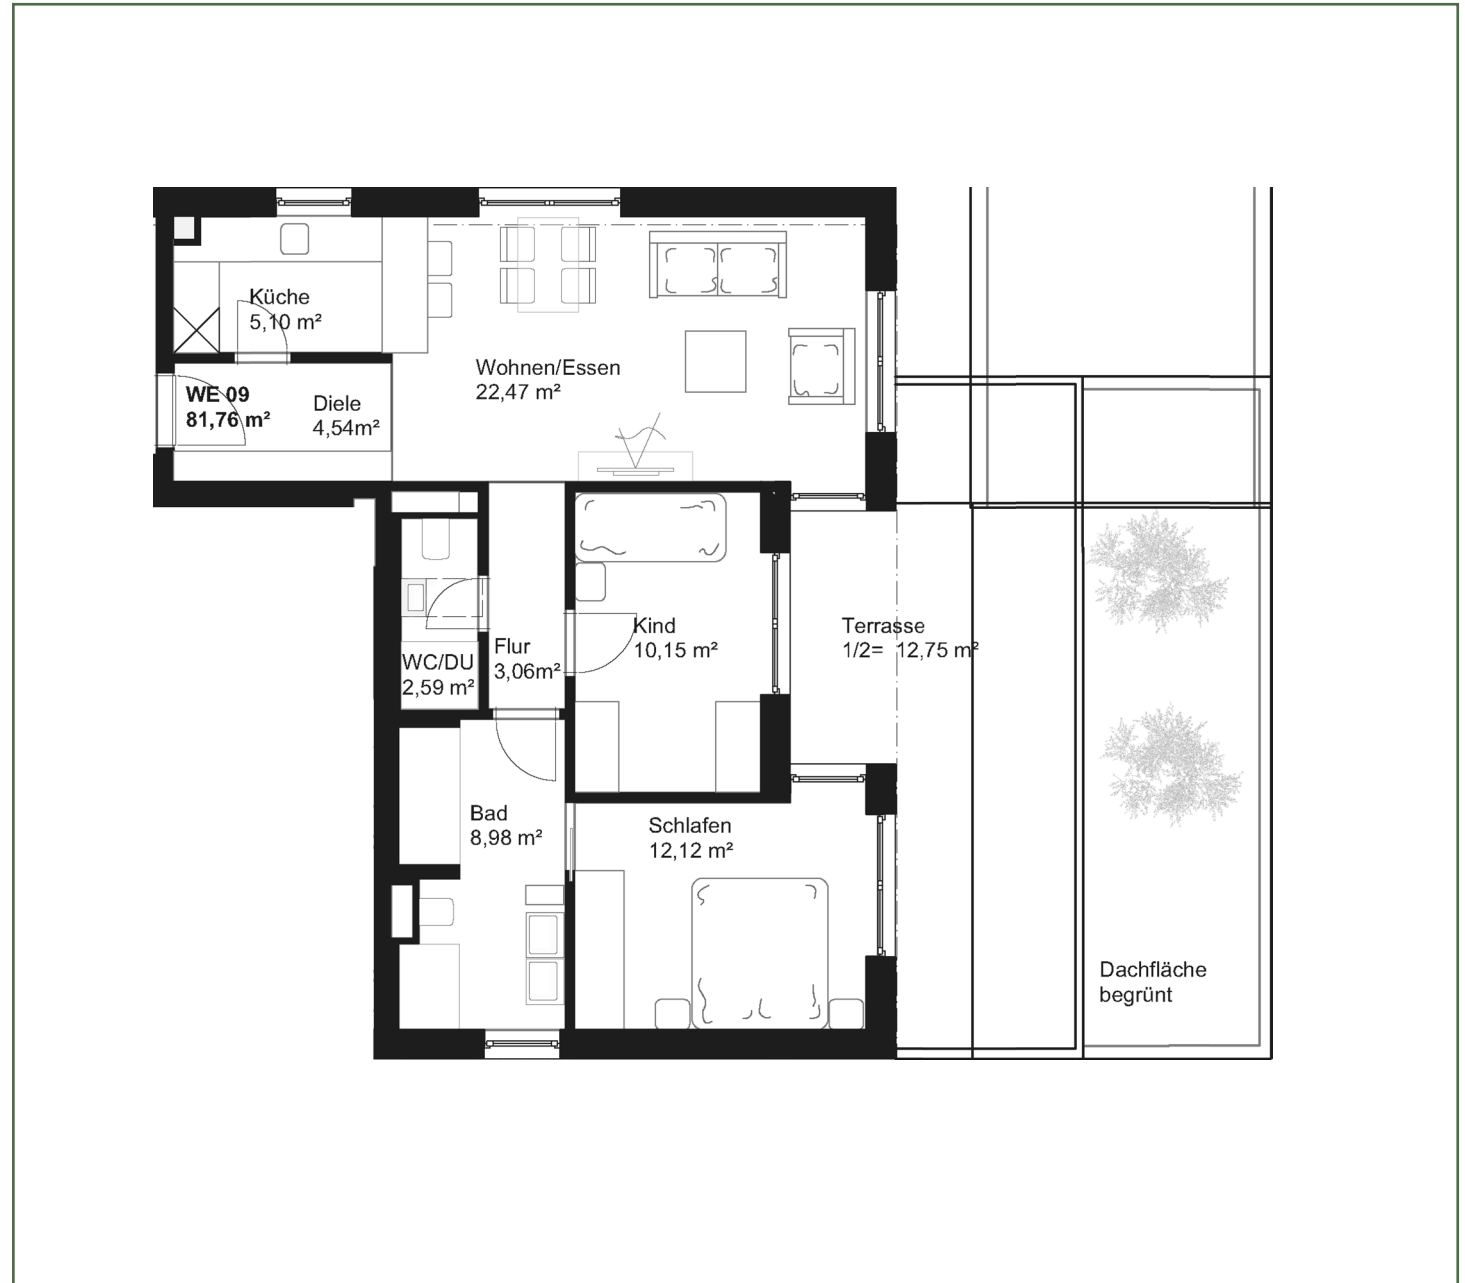 Küche
5,10 m²
WE 09
81,76 m²
Diele
4,54m²
Wohnen/Essen
22,47 m²
WC/DU
2,59 m²
Flur
3,06m²
Kind
10,15 m²
Terrasse
1/2= 12,75 m²
Bad
8,98 m²
Schlafen
12,12 m²
Dachfläche
begrünt